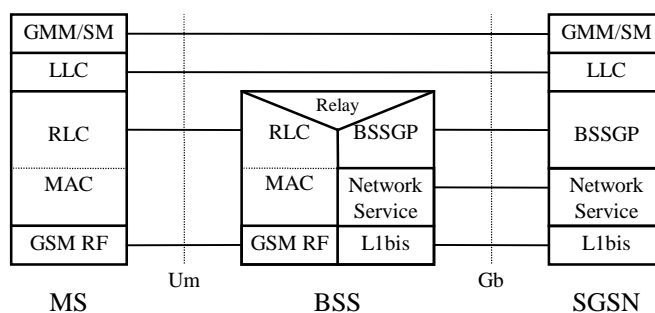 GMM/SM
GMM/SM
LLC
LLC
Relay
RLC
RLC
BSSGP
BSSGP
MAC
MAC
Network
Service
Network
Service
GSM RF
GSM RF
L1bis
L1bis
Um
Gb
MS
BSS
SGSN